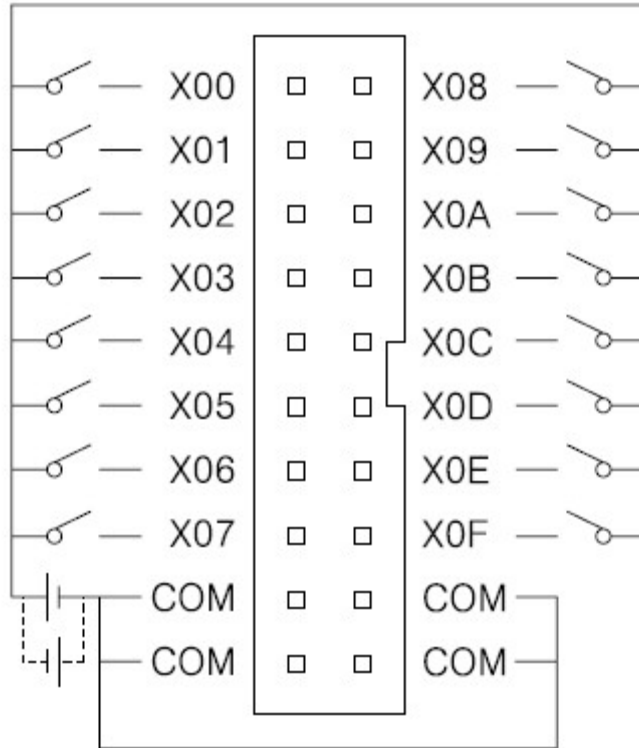 X00 X08
X01 X09
X02 X0A
X03 X0B
X04 X0C
X05 X0D
X06 X0E
X07 X0F
COM COM
COM COM